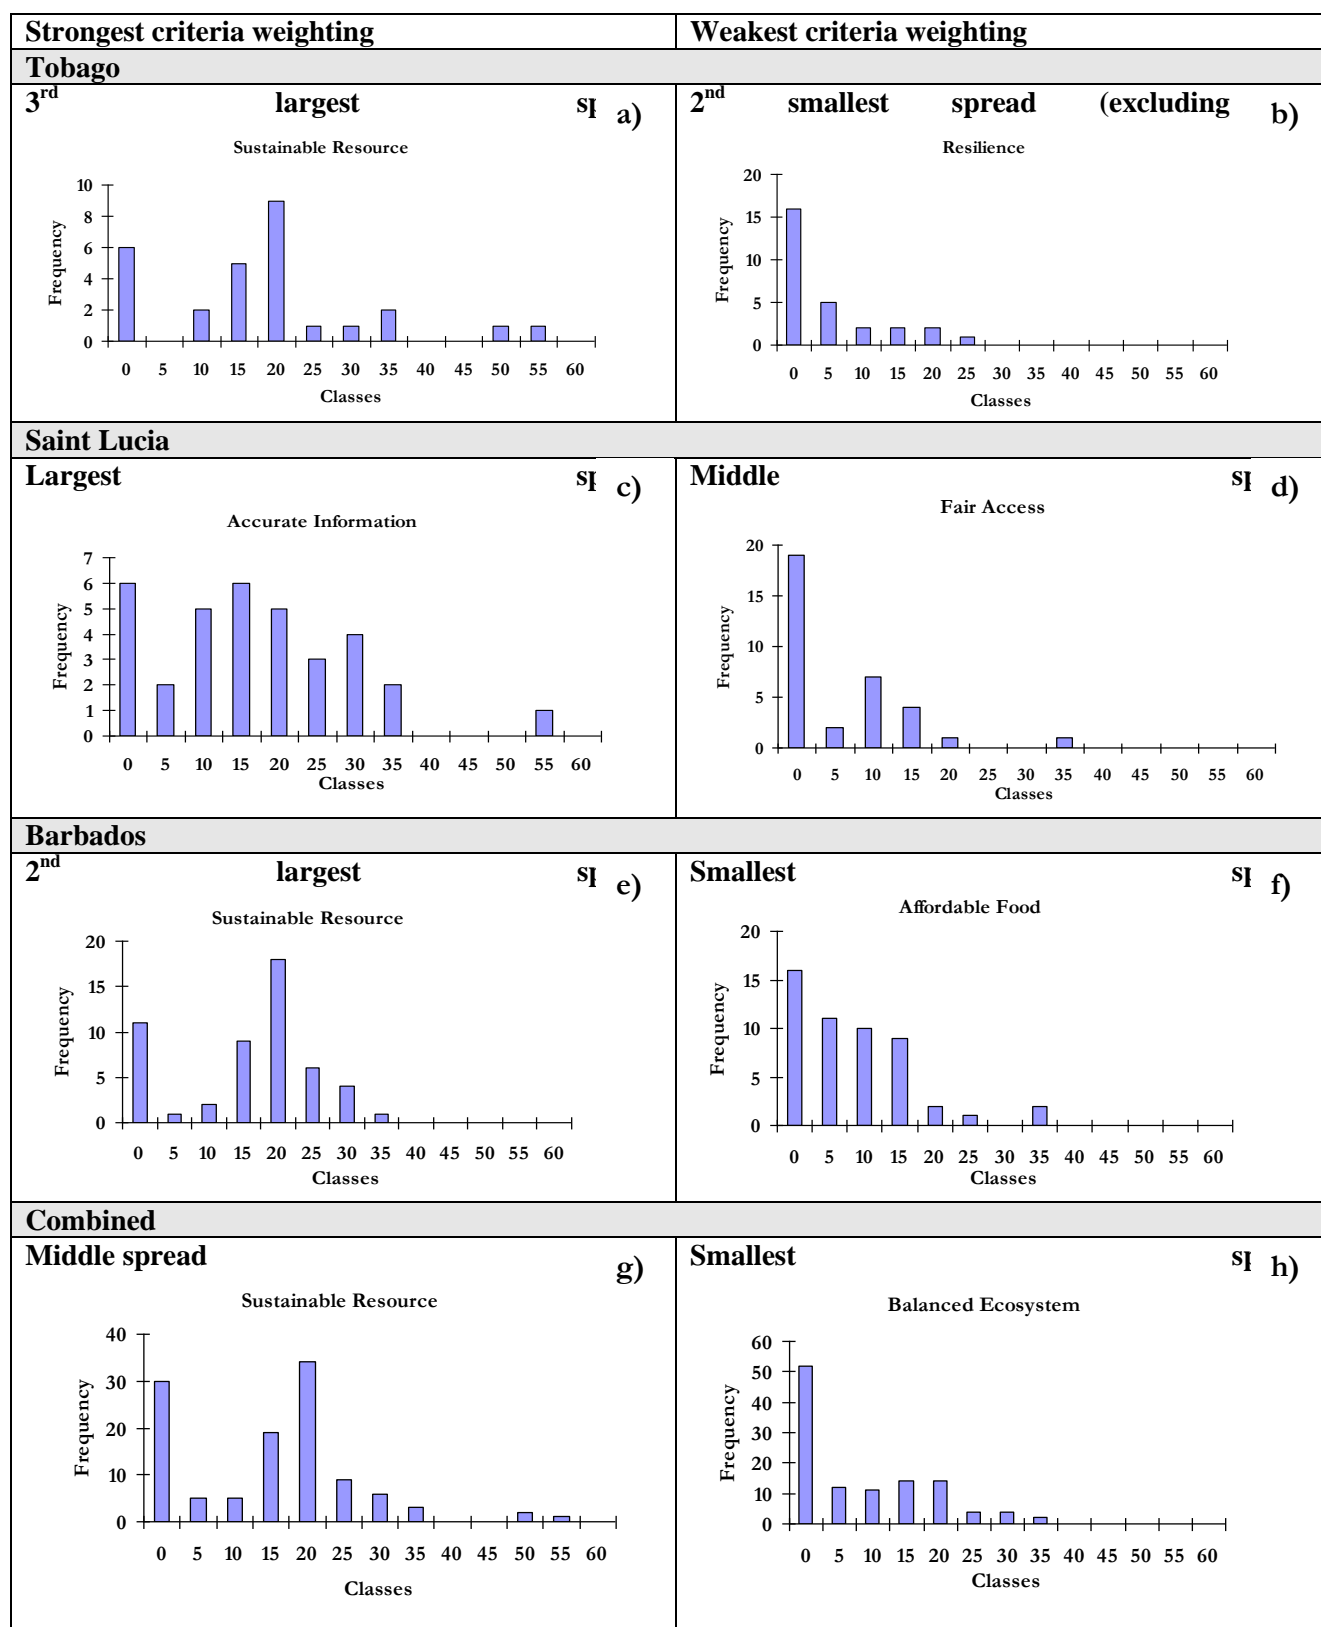 Strongest criteria weighting
Weakest criteria weighting
Tobago
3rd largest
a)
Sustainable Resource
10
8
6
4
2
0
Frequency
0 5 10 15 20 25 30 35 40 45 50 55 60
Classes
2nd smallest spread (excluding
b)
Resilience
20
15
10
5
0
Frequency
0 5 10 15 20 25 30 35 40 45 50 55 60
Classes
Saint Lucia
Largest
c)
Accurate Information
7
6
5
4
3
2
1
0
Frequency
0 5 10 15 20 25 30 35 40 45 50 55 60
Classes
Middle
d)
Fair Access
20
15
10
5
0
Frequency
0 5 10 15 20 25 30 35 40 45 50 55 60
Classes
Barbados
2nd largest
e)
Sustainable Resource
20
15
10
5
0
Frequency
0 5 10 15 20 25 30 35 40 45 50 55 60
Classes
Smallest
f)
Affordable Food
20
15
10
5
0
Frequency
0 5 10 15 20 25 30 35 40 45 50 55 60
Classes
Combined
Middle spread
g)
Sustainable Resource
40
30
20
10
0
Frequency
0 5 10 15 20 25 30 35 40 45 50 55 60
Classes
Smallest
h)
Balanced Ecosystem
60
50
40
30
20
10
0
Frequency
0 5 10 15 20 25 30 35 40 45 50 55 60
Classes